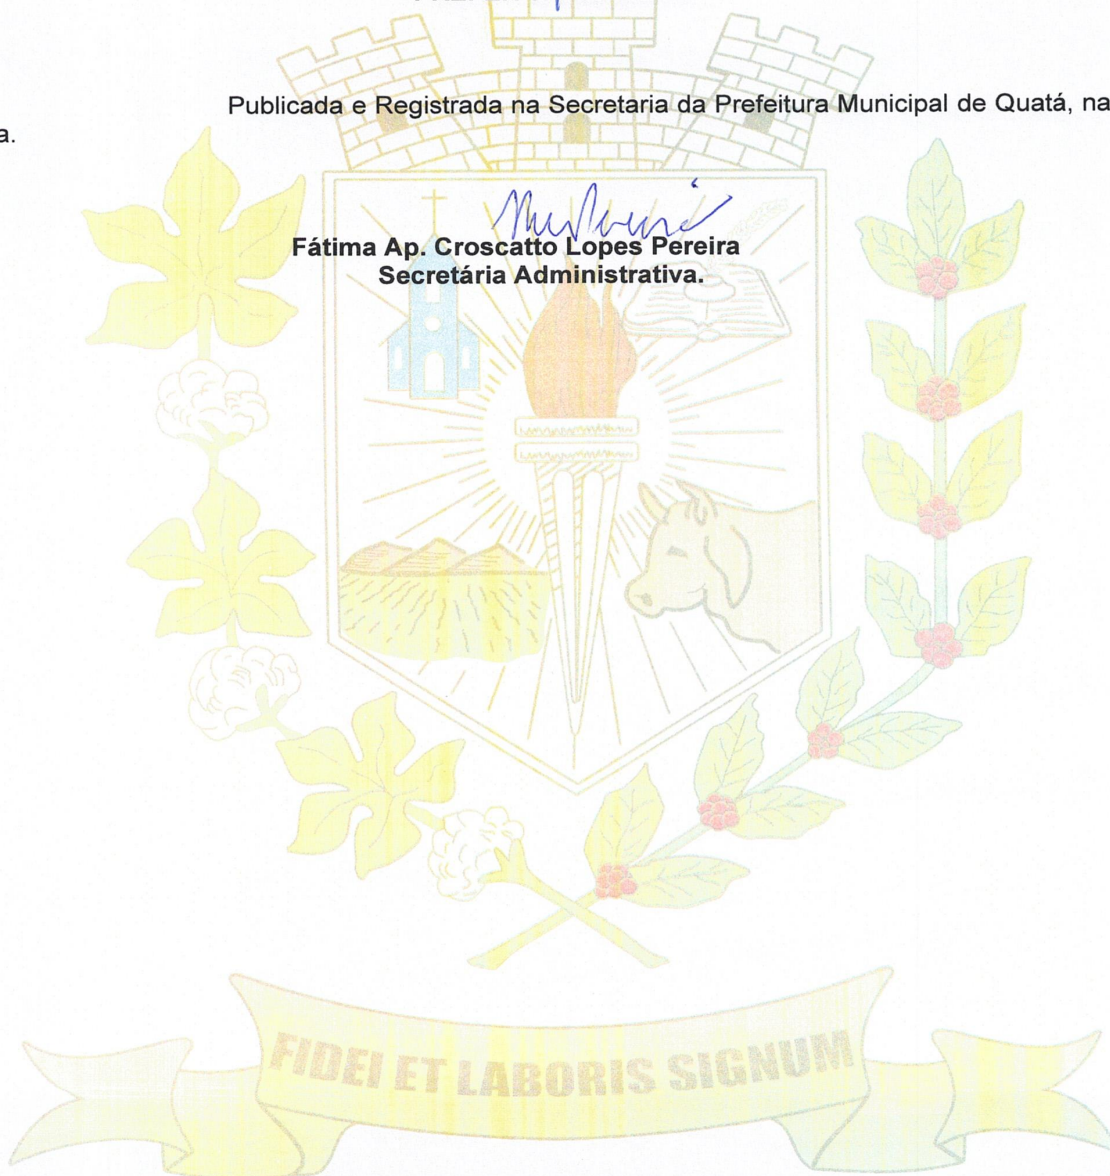 Publicada e Registrada na Secretaria da Prefeitura Municipal de Quatá, na
a.
Fátima Ap. Croscatto Lopes Pereira
Secretária Administrativa.
FIDEI ET LABORIS SIGNUM